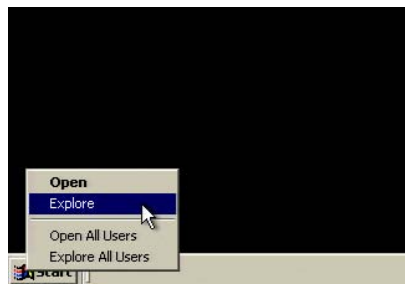 Open
Explore
Open All Users
Explore All Users
Start